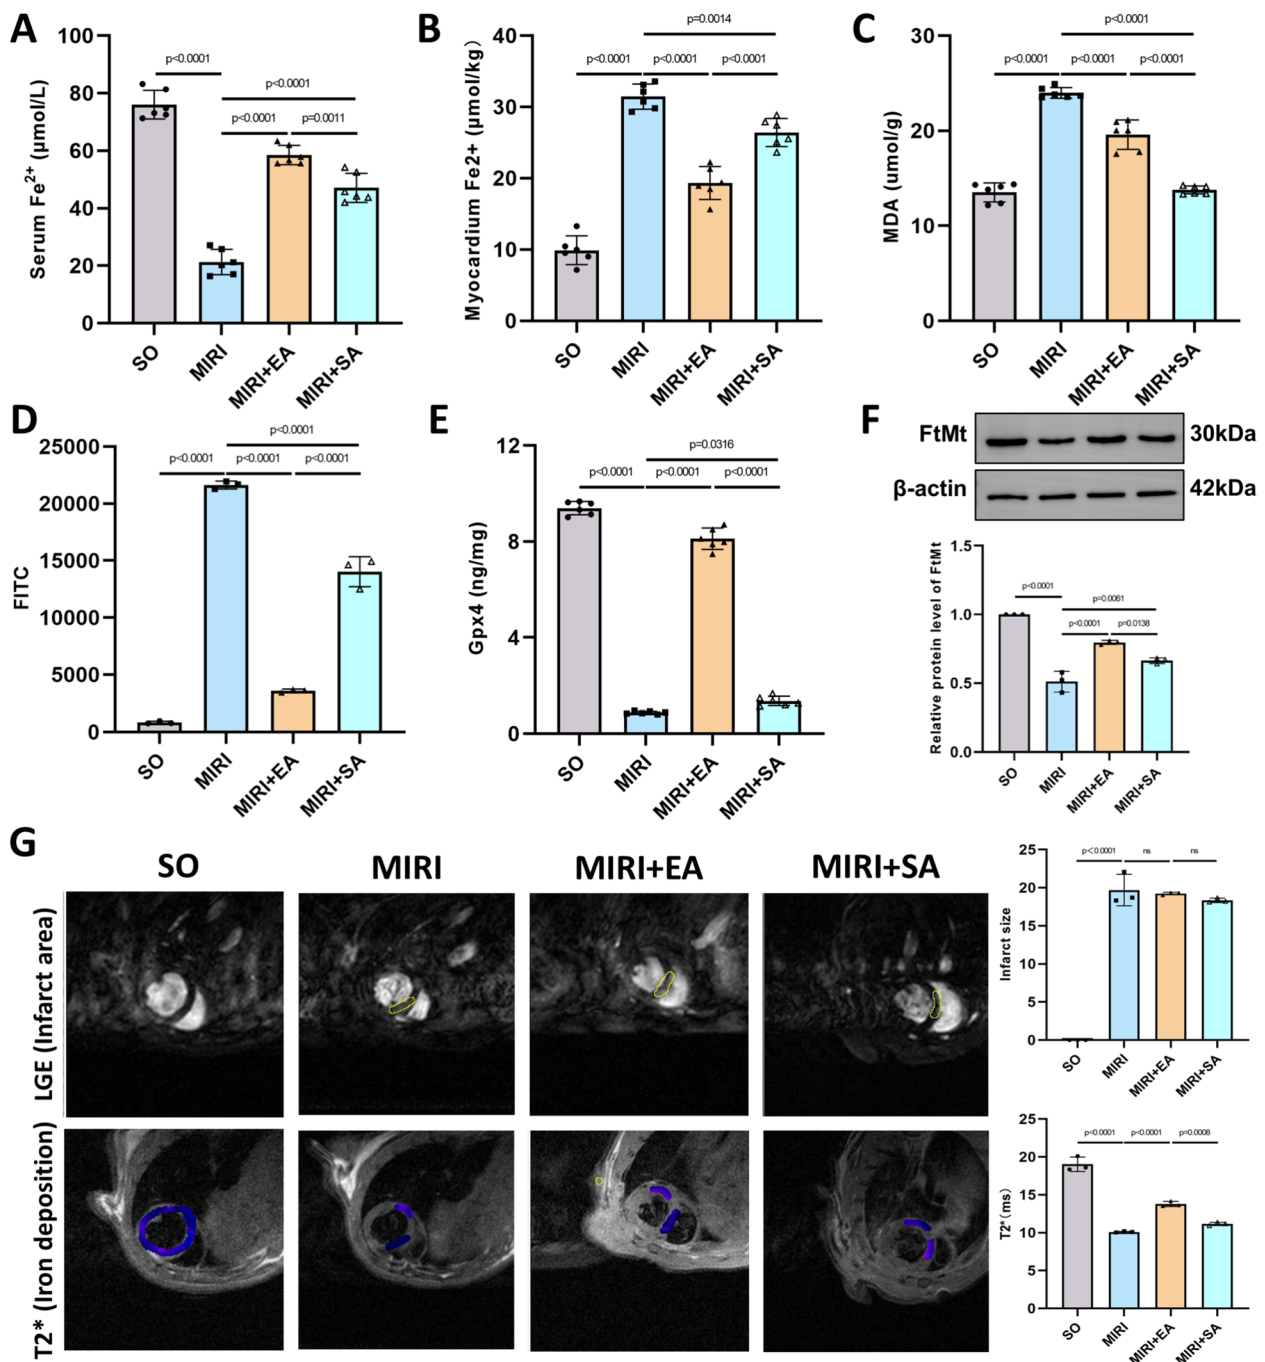 A
Serum Fe2+ (μmol/L)
100
80
60
40
20
0
p<0.0001
p<0.0001
p<0.0001
p=0.0011
SO
MIRI
MIRI+EA
MIRI+SA
B
Myocardium Fe2+ (μmol/kg)
40
30
20
10
0
p=0.0014
p<0.0001
p<0.0001
p<0.0001
SO
MIRI
MIRI+EA
MIRI+SA
C
MDA (umol/g)
30
20
10
0
p<0.0001
p<0.0001
p<0.0001
p<0.0001
SO
MIRI
MIRI+EA
MIRI+SA
D
FITC
25000
20000
15000
10000
5000
0
p<0.0001
p<0.0001
p<0.0001
p<0.0001
SO
MIRI
MIRI+EA
MIRI+SA
E
Gpx4 (ng/mg)
12
8
4
0
p=0.0316
p<0.0001
p<0.0001
p<0.0001
SO
MIRI
MIRI+EA
MIRI+SA
F
FtMt
30kDa
β-actin
42kDa
Relative protein level of FtMt
1.5
1.0
0.5
0.0
p<0.0001
p=0.0061
p<0.0001
p=0.0138
SO
MIRI
MIRI+EA
MIRI+SA
G
SO
MIRI
MIRI+EA
MIRI+SA
LGE (Infarct area)
T2* (Iron deposition)
Infarct size
25
20
15
10
5
0
p<0.0001
ns
ns
SO
MIRI
MIRI+EA
MIRI+SA
T2*(ms)
25
20
15
10
5
0
p<0.0001
p<0.0001
p=0.0008
SO
MIRI
MIRI+EA
MIRI+SA